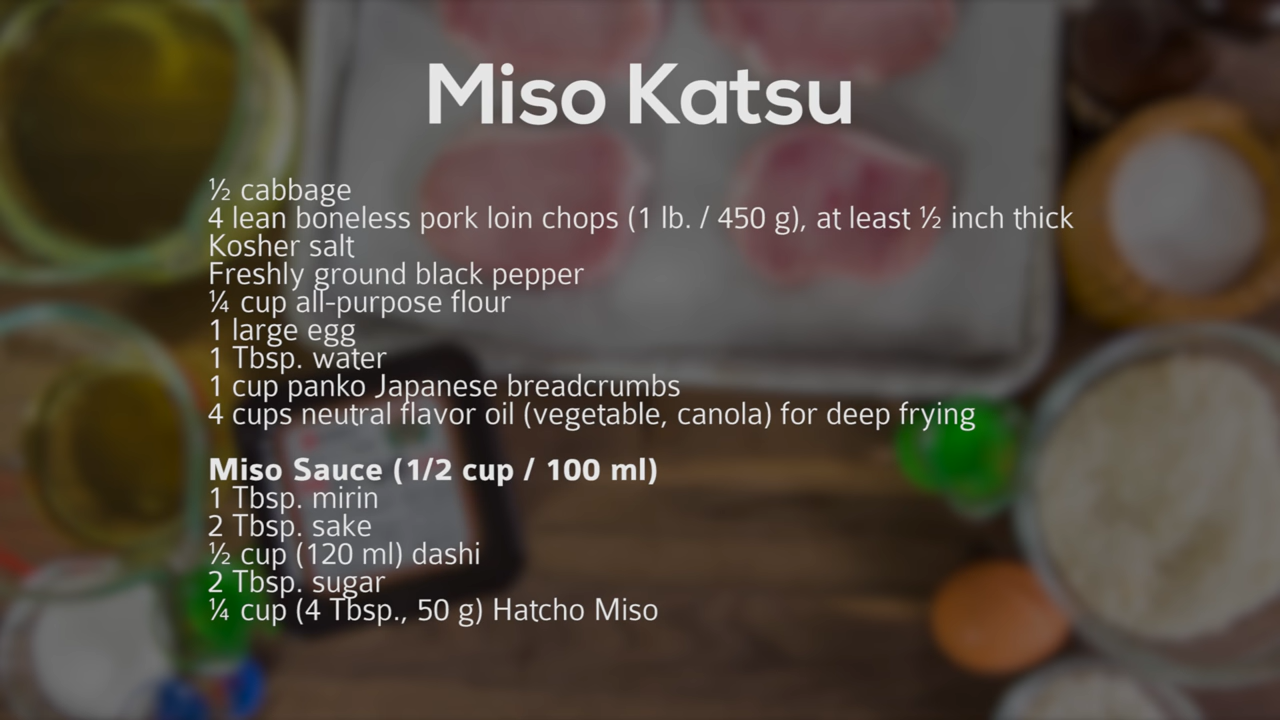 Miso Katsu
½ cabbage
4 lean boneless pork loin chops (1 lb. / 450 g), at least ½ inch thick
Kosher salt
Freshly ground black pepper
¼ cup all-purpose flour
1 large egg
1 Tbsp. water
1 cup panko Japanese breadcrumbs
4 cups neutral flavor oil (vegetable, canola) for deep frying
Miso Sauce (1/2 cup / 100 ml)
1 Tbsp. mirin
2 Tbsp. sake
½ cup (120 ml) dashi
2 Tbsp. sugar
¼ cup (4 Tbsp., 50 g) Hatcho Miso